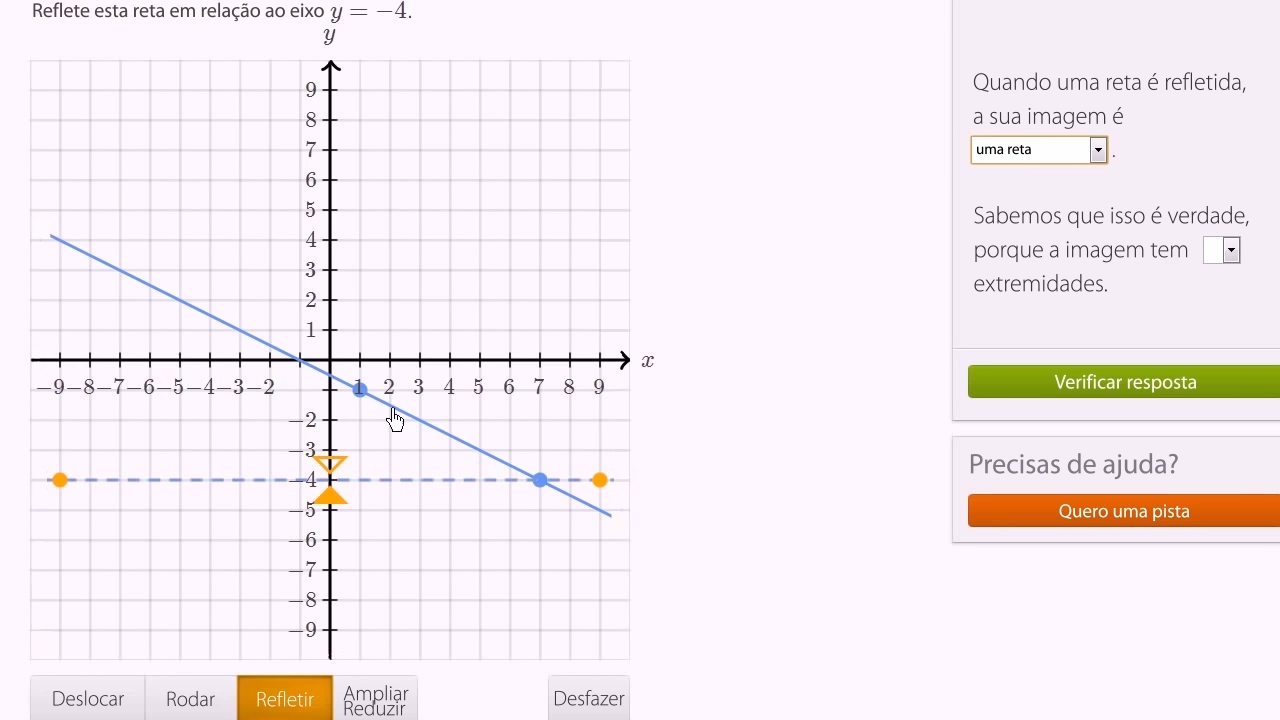 Reflete esta reta em relação ao eixo y = −4.
y
9
8
7
6
5
4
3
2
1
x
−9 −8 −7 −6 −5 −4 −3 −2 1 2 3 4 5 6 7 8 9
−2
−3
−4
−5
−6
−7
−8
−9
Deslocar
Rodar
Refletir
Ampliar
Reduzir
Desfazer
Quando uma reta é refletida,
a sua imagem é
uma reta .
Sabemos que isso é verdade,
porque a imagem tem
extremidades.
Verificar resposta
Precisas de ajuda?
Quero uma pista